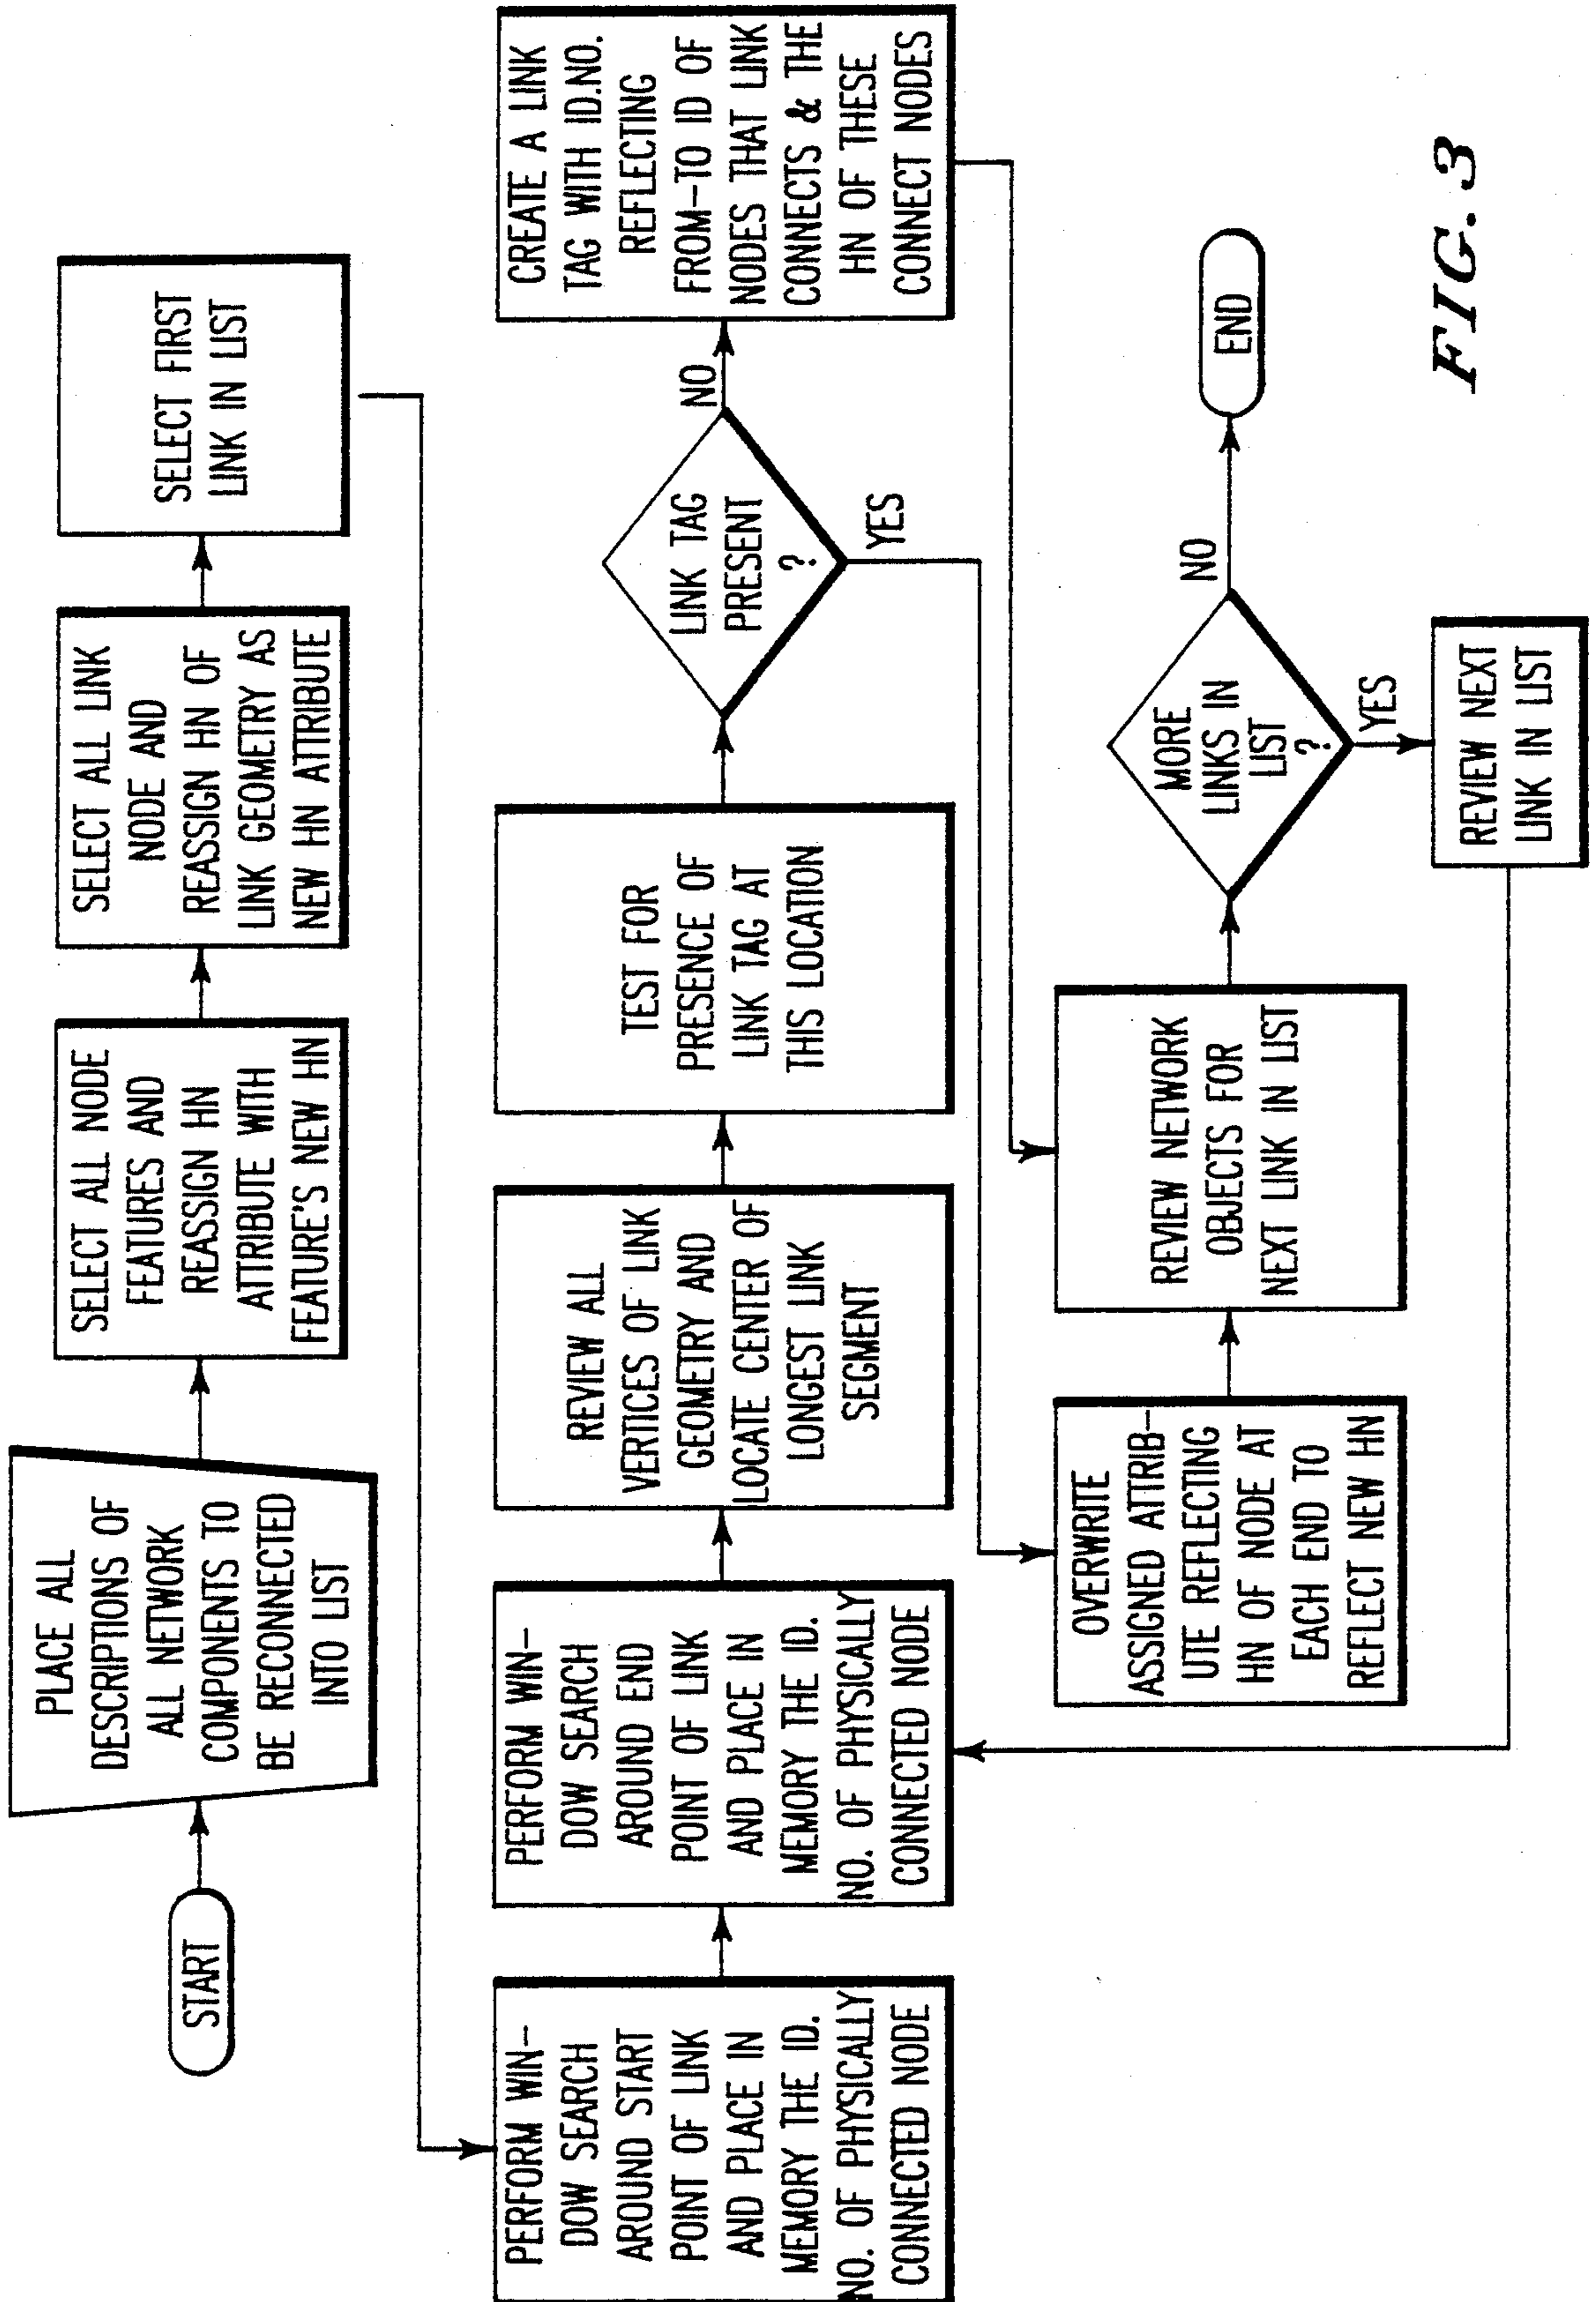 START
PLACE ALL
DESCRIPTIONS OF
ALL NETWORK
COMPONENTS TO
BE RECONNECTED
INTO LIST
SELECT ALL NODE
FEATURES AND
REASSIGN HN
ATTRIBUTE WITH
FEATURE'S NEW HN
SELECT ALL LINK
NODE AND
REASSIGN HN OF
LINK GEOMETRY AS
NEW HN ATTRIBUTE
SELECT FIRST
LINK IN LIST
PERFORM WIN-
DOW SEARCH
AROUND START
POINT OF LINK
AND PLACE IN
MEMORY THE ID.
NO. OF PHYSICALLY
CONNECTED NODE
PERFORM WIN-
DOW SEARCH
AROUND END
POINT OF LINK
AND PLACE IN
MEMORY THE ID.
NO. OF PHYSICALLY
CONNECTED NODE
REVIEW ALL
VERTICES OF LINK
GEOMETRY AND
LOCATE CENTER OF
LONGEST LINK
SEGMENT
TEST FOR
PRESENCE OF
LINK TAG AT
THIS LOCATION
LINK TAG
PRESENT
?
NO
YES
CREATE A LINK
TAG WITH ID.NO.
REFLECTING
FROM-TO ID OF
NODES THAT LINK
CONNECTS & THE
HN OF THESE
CONNECT NODES
OVERWRITE
ASSIGNED ATTRIB-
UTE REFLECTING
HN OF NODE AT
EACH END TO
REFLECT NEW HN
REVIEW NETWORK
OBJECTS FOR
NEXT LINK IN LIST
MORE
LINKS IN
LIST
?
NO
YES
END
REVIEW NEXT
LINK IN LIST
FIG. 3